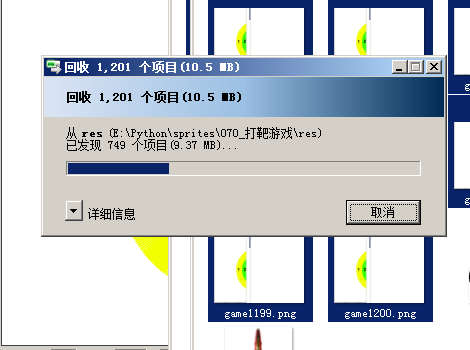 回收 1,201 个项目(10.5 MB)
回收 1,201 个项目(10.5 MB)
从 res (E:\Python\sprites\070_打靶游戏\res)
已发现 749 个项目(9.37 MB)...
详细信息
取消
game1199.png
game1200.png